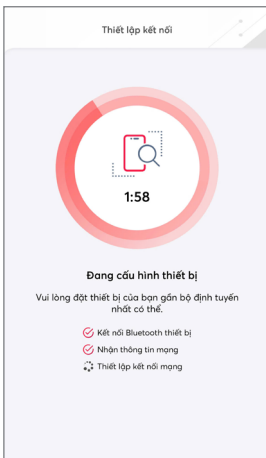 Thiết lập kết nối
1:58
Đang cấu hình thiết bị
Vui lòng đặt thiết bị của bạn gần bộ định tuyến
nhất có thể.
Kết nối Bluetooth thiết bị
Nhận thông tin mạng
Thiết lập kết nối mạng